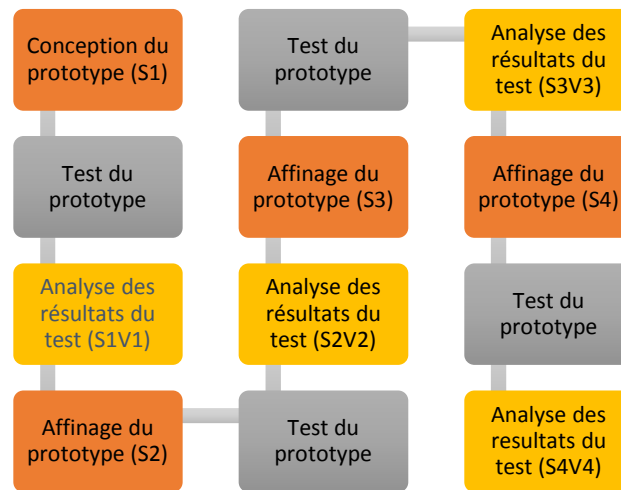 Conception du
prototype (S1)
Test du
prototype
Analyse des
résultats du
test (S1V1)
Affinage du
prototype (S2)
Test du
prototype
Analyse des
résultats du
test (S2V2)
Affinage du
prototype (S3)
Test du
prototype
Analyse des
résultats du
test (S3V3)
Affinage du
prototype (S4)
Test du
prototype
Analyse des
resultats du
test (S4V4)